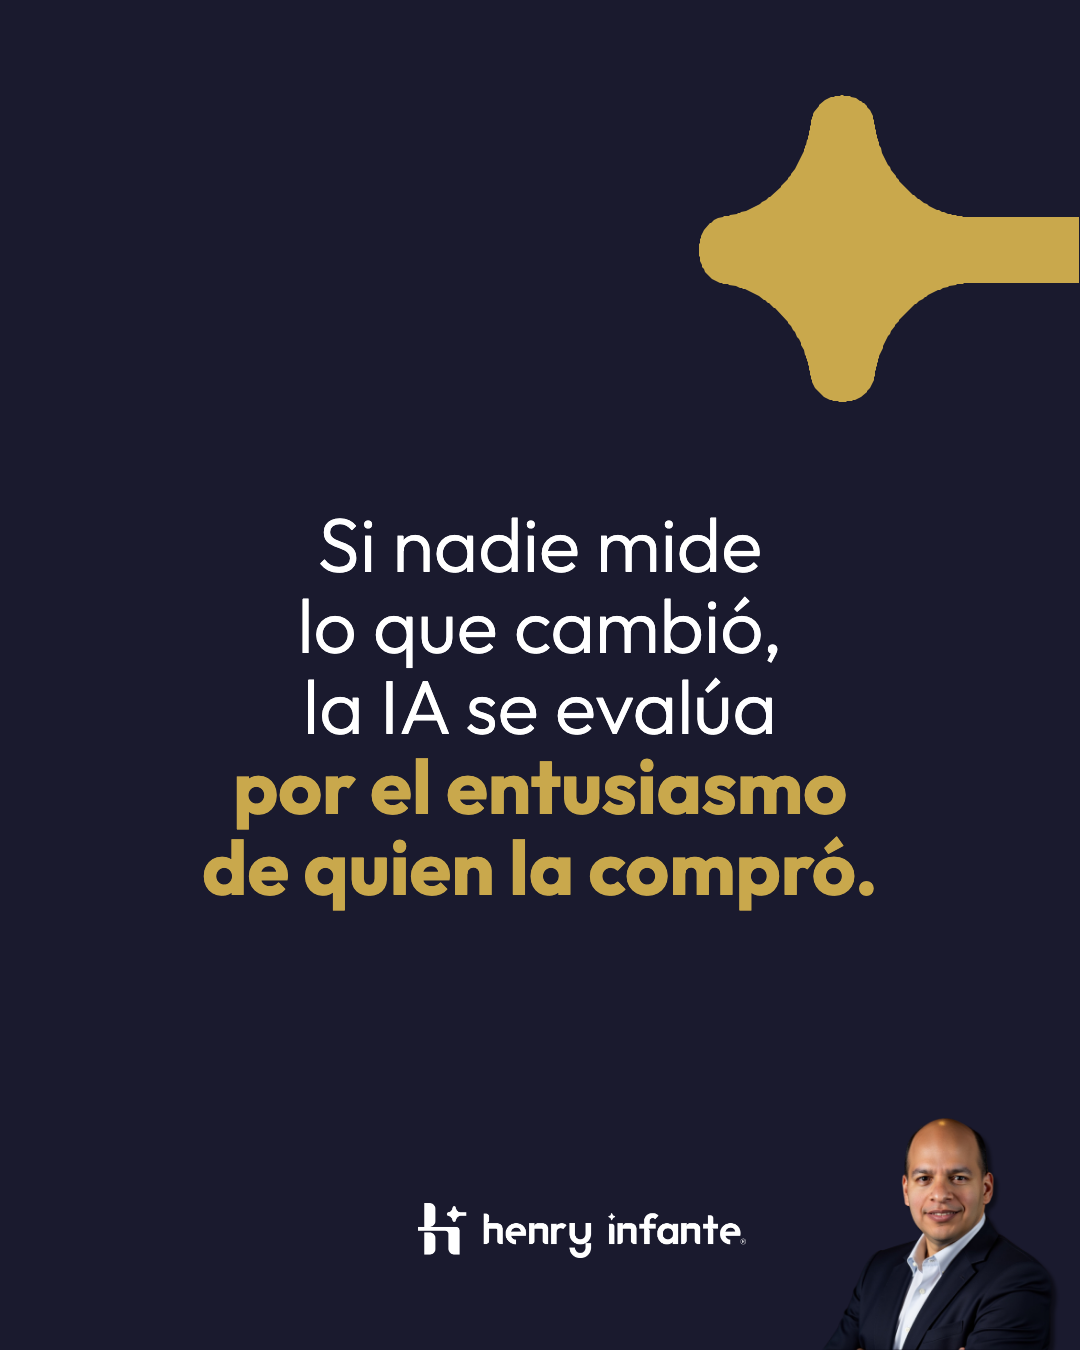 Si nadie mide
lo que cambió,
la IA se evalúa
por el entusiasmo
de quien la compró.
henry infante®